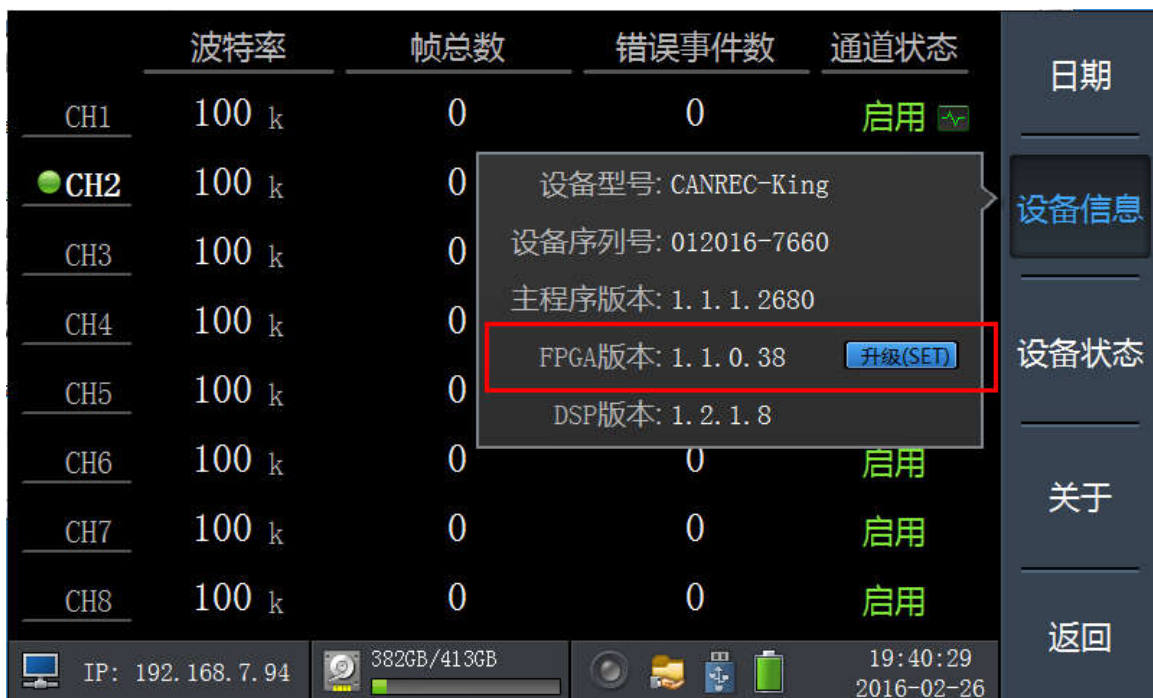 波特率 帧总数 错误事件数 通道状态
CH1 100 k 0 0 启用
CH2 100 k 0
CH3 100 k 0
CH4 100 k 0
CH5 100 k 0
CH6 100 k 0 0 启用
CH7 100 k 0 0 启用
CH8 100 k 0 0 启用
设备型号: CANREC-King
设备序列号: 012016-7660
主程序版本: 1.1.1.2680
FPGA版本: 1.1.0.38 升级(SET)
DSP版本: 1.2.1.8
日期
设备信息
设备状态
关于
返回
IP: 192.168.7.94 382GB/413GB 19:40:29
2016-02-26